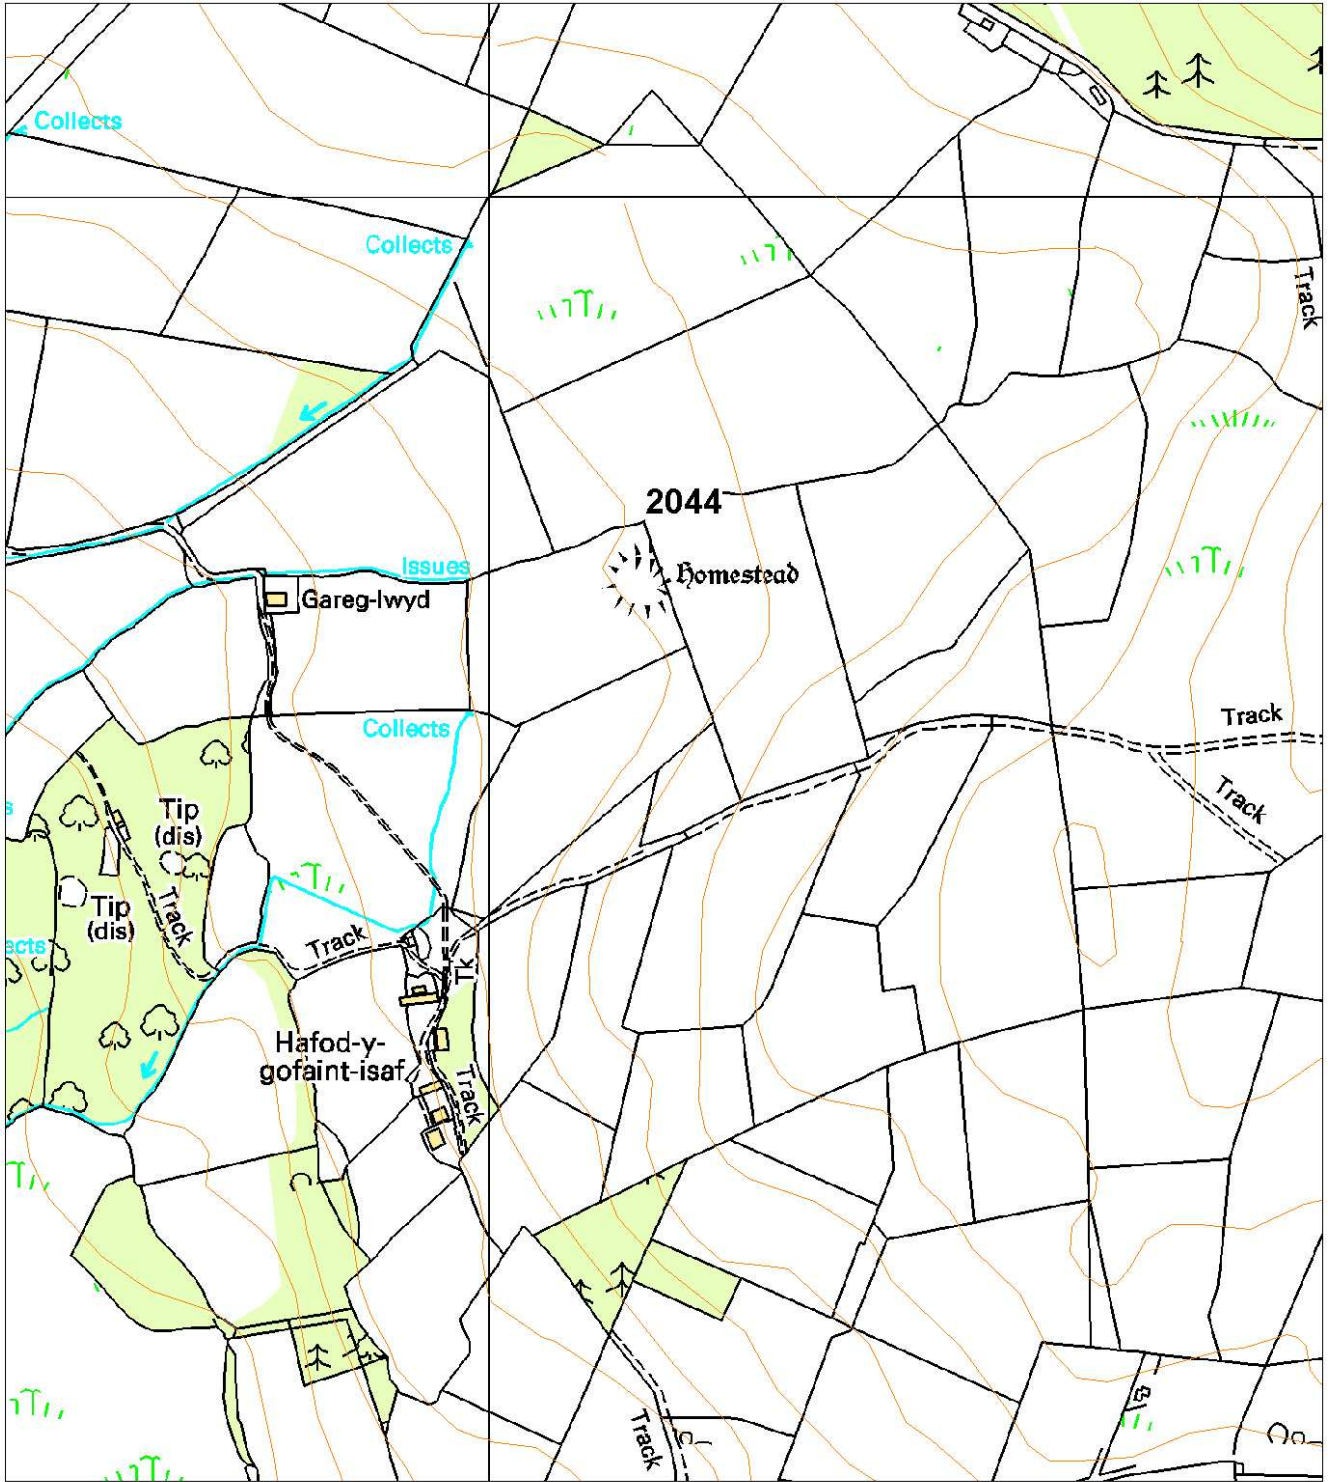 Collects
Collects
Track
2044
Homestead
Issues
Gareg-lwyd
Track
Collects
Track
Tip
(dis)
Track
Tip
(dis)
Track
Tk
Hafod-y-
gofaint-isaf
Track
Track